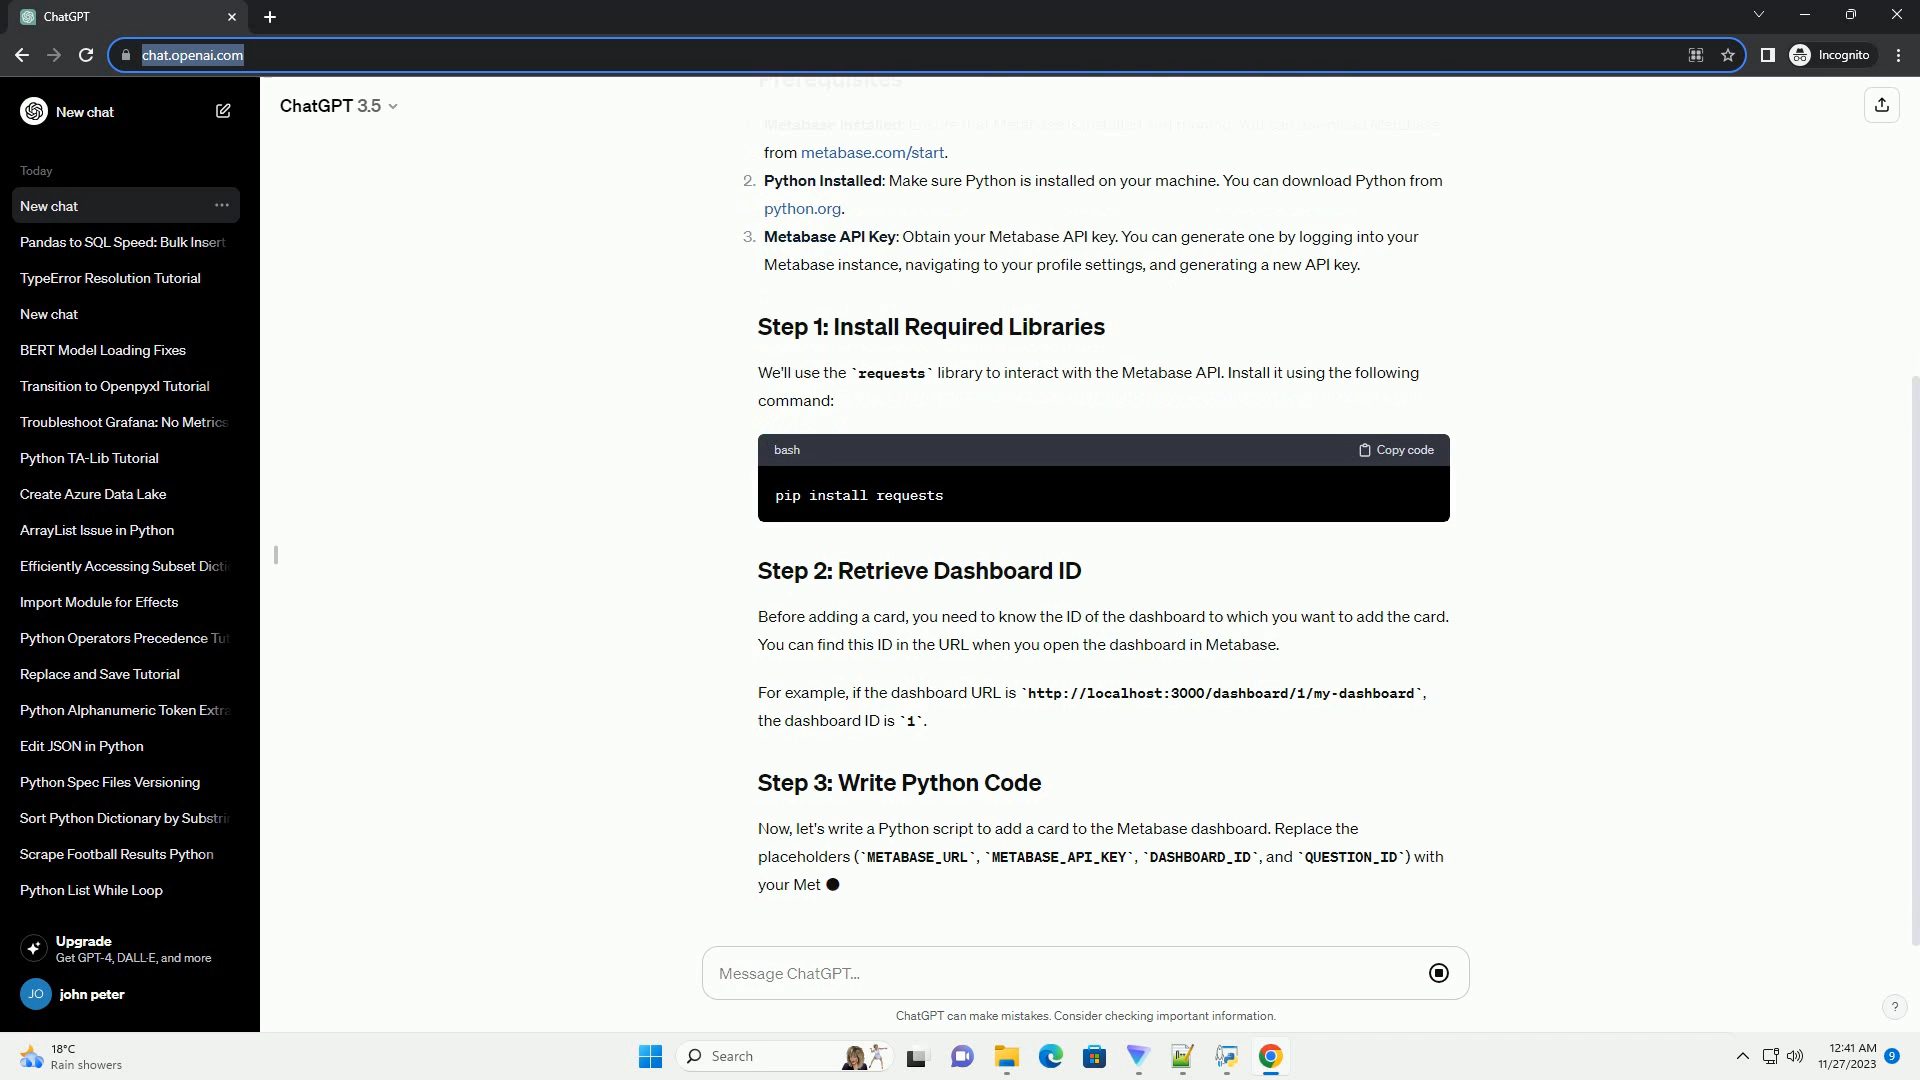 ChatGPT
chat.openai.com
Incognito
New chat
Today
New chat
Pandas to SQL Speed: Bulk Insert
TypeError Resolution Tutorial
New chat
BERT Model Loading Fixes
Transition to Openpyxl Tutorial
Troubleshoot Grafana: No Metrics
Python TA-Lib Tutorial
Create Azure Data Lake
ArrayList Issue in Python
Efficiently Accessing Subset Dicti
Import Module for Effects
Python Operators Precedence Tut
Replace and Save Tutorial
Python Alphanumeric Token Extra
Edit JSON in Python
Python Spec Files Versioning
Sort Python Dictionary by Substri
Scrape Football Results Python
Python List While Loop
Upgrade
Get GPT-4, DALL·E, and more
JO john peter
ChatGPT 3.5
Prerequisites
Metabase Installed:
from metabase.com/start.
2. Python Installed: Make sure Python is installed on your machine. You can download Python from
python.org.
3. Metabase API Key: Obtain your Metabase API key. You can generate one by logging into your
Metabase instance, navigating to your profile settings, and generating a new API key.
Step 1: Install Required Libraries
We'll use the `requests` library to interact with the Metabase API. Install it using the following
command:
bash Copy code
pip install requests
Step 2: Retrieve Dashboard ID
Before adding a card, you need to know the ID of the dashboard to which you want to add the card.
You can find this ID in the URL when you open the dashboard in Metabase.
For example, if the dashboard URL is `http://localhost:3000/dashboard/1/my-dashboard`,
the dashboard ID is `1`.
Step 3: Write Python Code
Now, let's write a Python script to add a card to the Metabase dashboard. Replace the
placeholders (`METABASE_URL`, `METABASE_API_KEY`, `DASHBOARD_ID`, and `QUESTION_ID`) with
your Met
Message ChatGPT...
ChatGPT can make mistakes. Consider checking important information.
?
18°C
Rain showers
Search
12:41 AM
11/27/2023
9